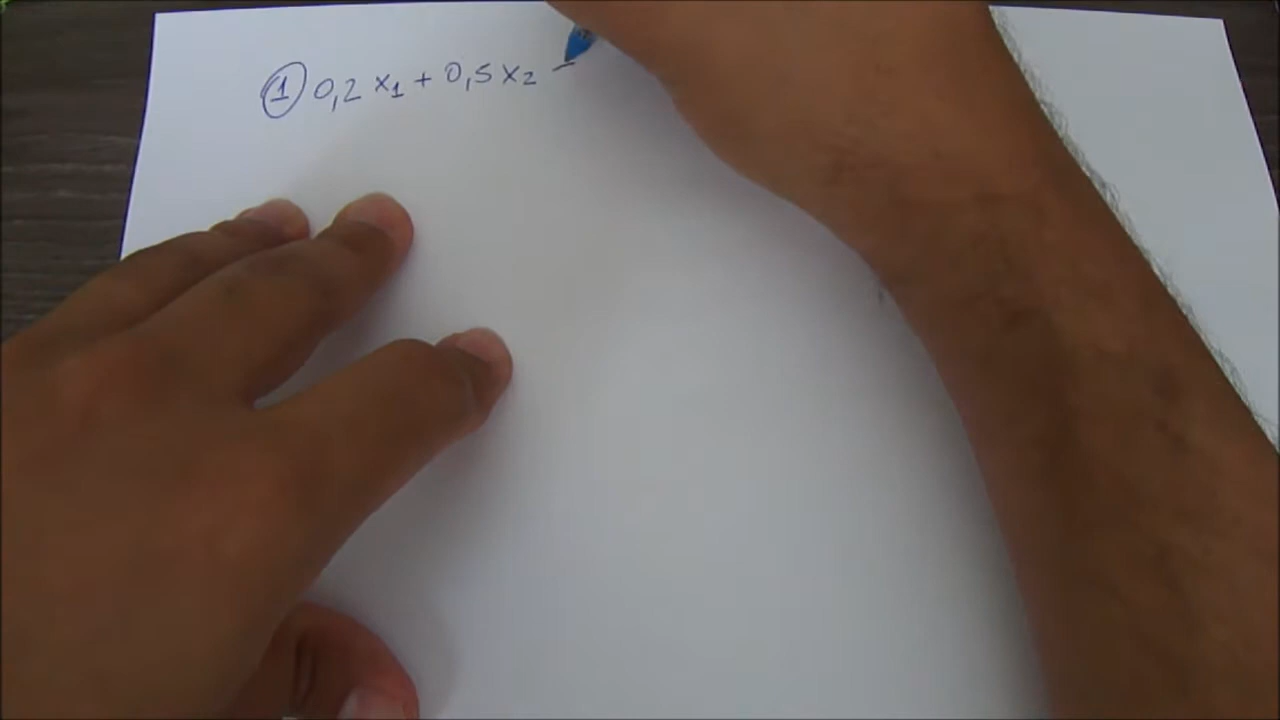 ① 0,2 x₁ + 0,5 x₂ –